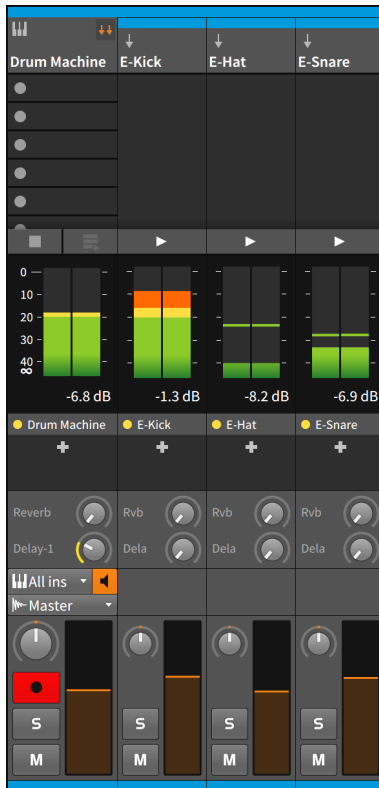 Drum Machine E-Kick E-Hat E-Snare
0
10
20
30
40
∞
-6.8 dB -1.3 dB -8.2 dB -6.9 dB
Drum Machine E-Kick E-Hat E-Snare
Reverb Rvb Rvb Rvb
Delay-1 Dela Dela Dela
All ins
Master
S S S S
M M M M